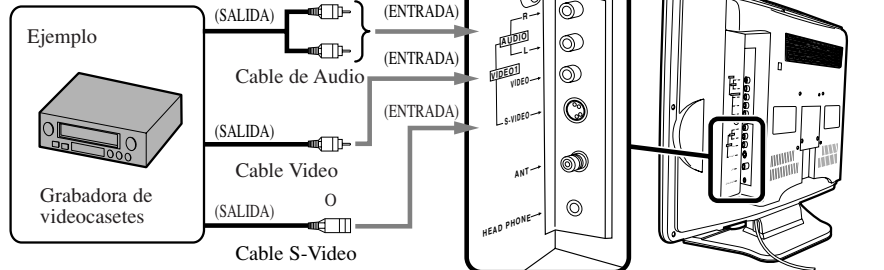 Ejemplo
Grabadora de
videocasetes
(SALIDA)
(ENTRADA)
Cable de Audio
(ENTRADA)
(SALIDA)
Cable Video
(ENTRADA)
O
(SALIDA)
Cable S-Video
R
AUDIO
L
VIDEO1
VIDEO
S-VIDEO
ANT
HEAD PHONE